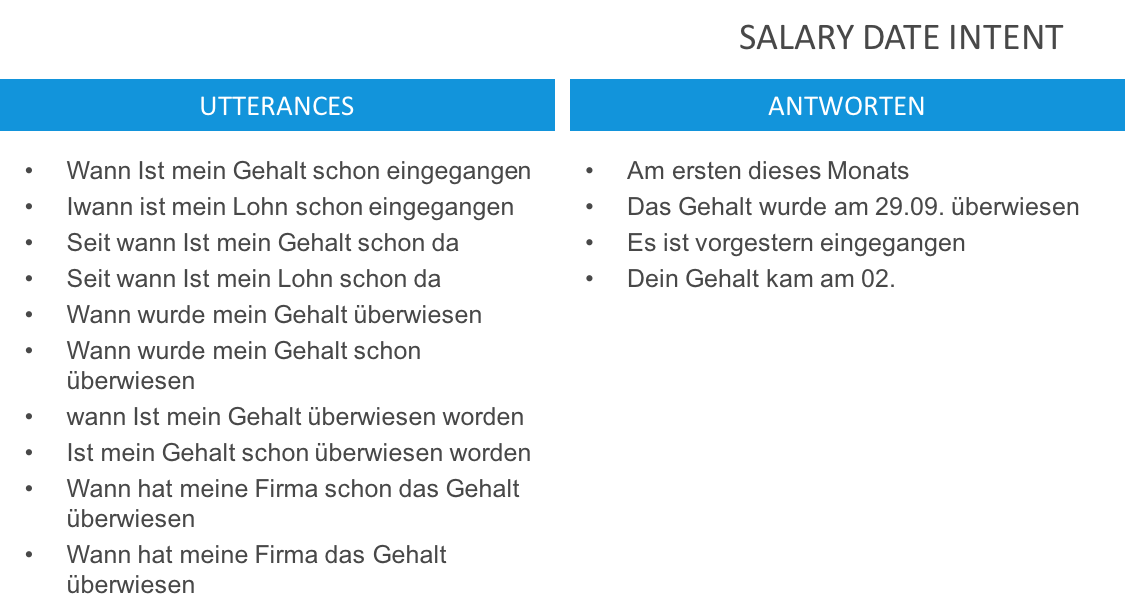 SALARY DATE INTENT
UTTERANCES
• Wann Ist mein Gehalt schon eingegangen
• Iwann ist mein Lohn schon eingegangen
• Seit wann Ist mein Gehalt schon da
• Seit wann Ist mein Lohn schon da
• Wann wurde mein Gehalt überwiesen
• Wann wurde mein Gehalt schon
überwiesen
• wann Ist mein Gehalt überwiesen worden
• Ist mein Gehalt schon überwiesen worden
• Wann hat meine Firma schon das Gehalt
überwiesen
• Wann hat meine Firma das Gehalt
überwiesen
ANTWORTEN
• Am ersten dieses Monats
• Das Gehalt wurde am 29.09. überwiesen
• Es ist vorgestern eingegangen
• Dein Gehalt kam am 02.